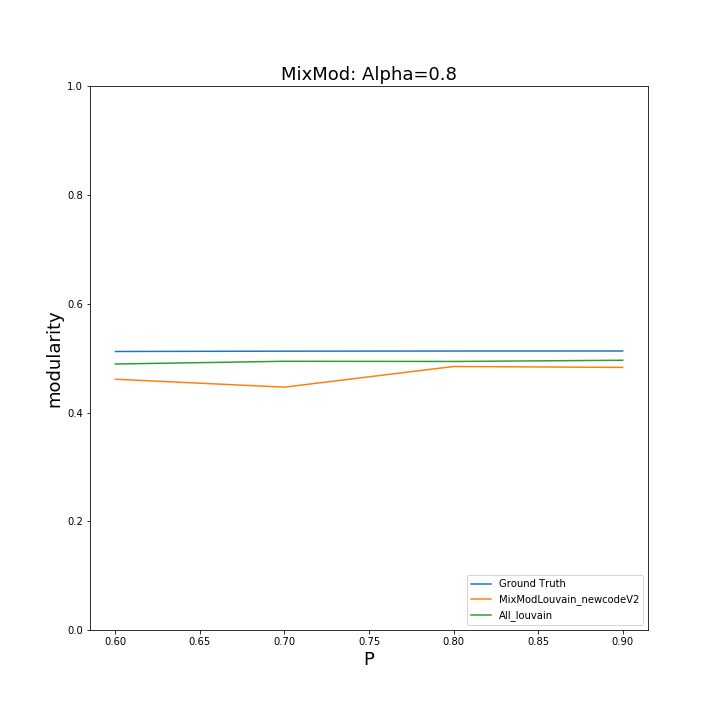 MixMod: Alpha=0.8
1.0
0.8
0.6
0.4
0.2
0.0
modularity
0.60
0.65
0.70
0.75
0.80
0.85
0.90
P
Ground Truth
MixModLouvain_newcodeV2
All_louvain